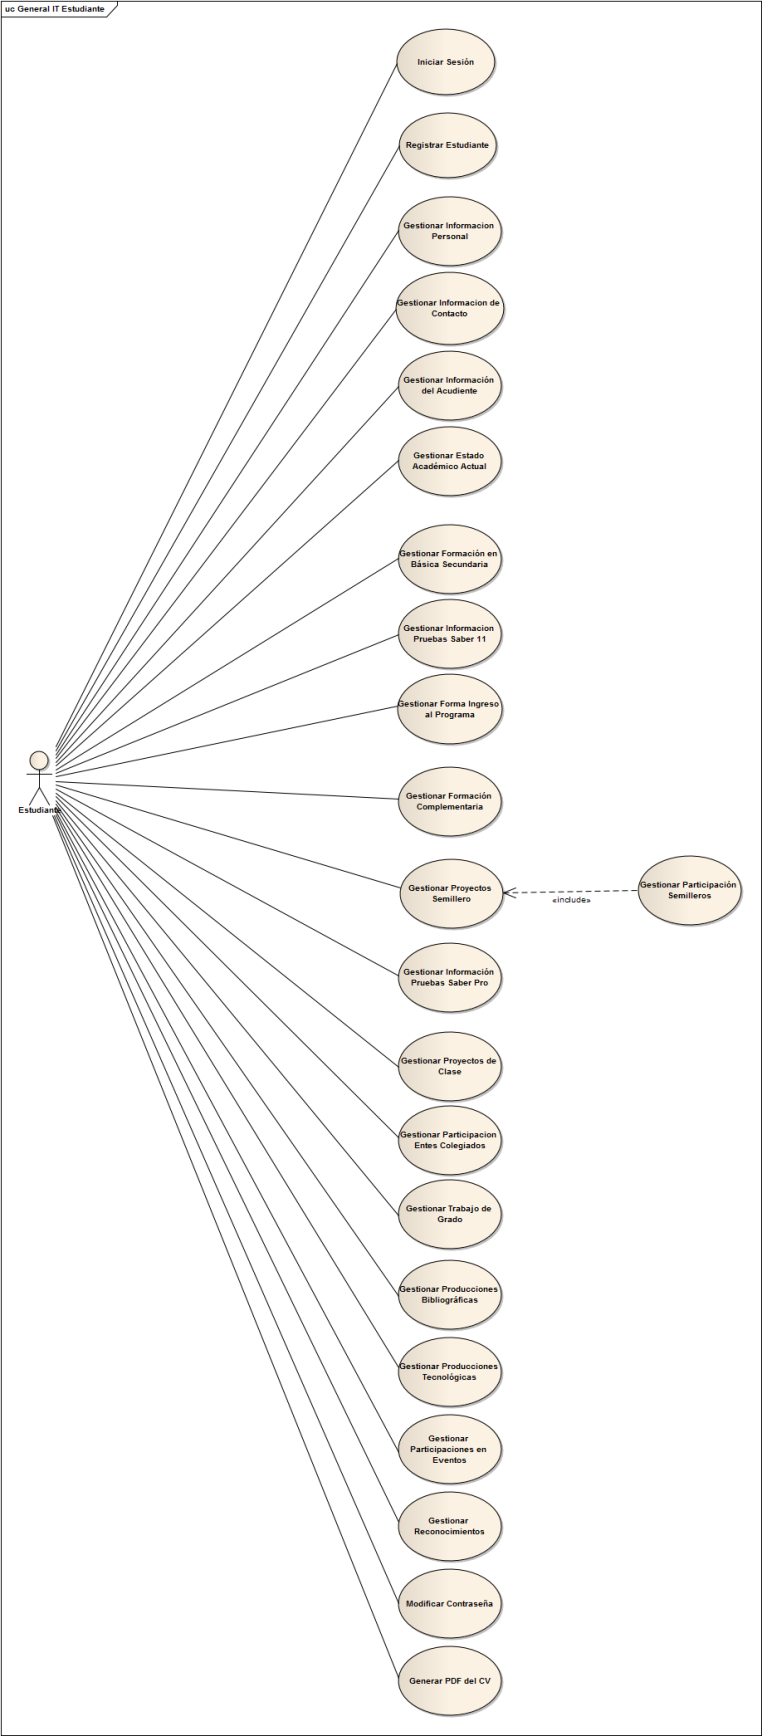 uc General IT Estudiante
Iniciar Sesión
Registrar Estudiante
Gestionar Informacion
Personal
Gestionar Informacion de
Contacto
Gestionar Información
del Acudiente
Gestionar Estado
Académico Actual
Gestionar Formación en
Básica Secundaria
Gestionar Informacion
Pruebas Saber 11
Gestionar Forma Ingreso
al Programa
Estudiante
Gestionar Formación
Complementaria
Gestionar Proyectos
Semillero
«include»
Gestionar Participación
Semilleros
Gestionar Información
Pruebas Saber Pro
Gestionar Proyectos de
Clase
Gestionar Participacion
Entes Colegiados
Gestionar Trabajo de
Grado
Gestionar Producciones
Bibliográficas
Gestionar Producciones
Tecnológicas
Gestionar
Participaciones en
Eventos
Gestionar
Reconocimientos
Modificar Contraseña
Generar PDF del CV